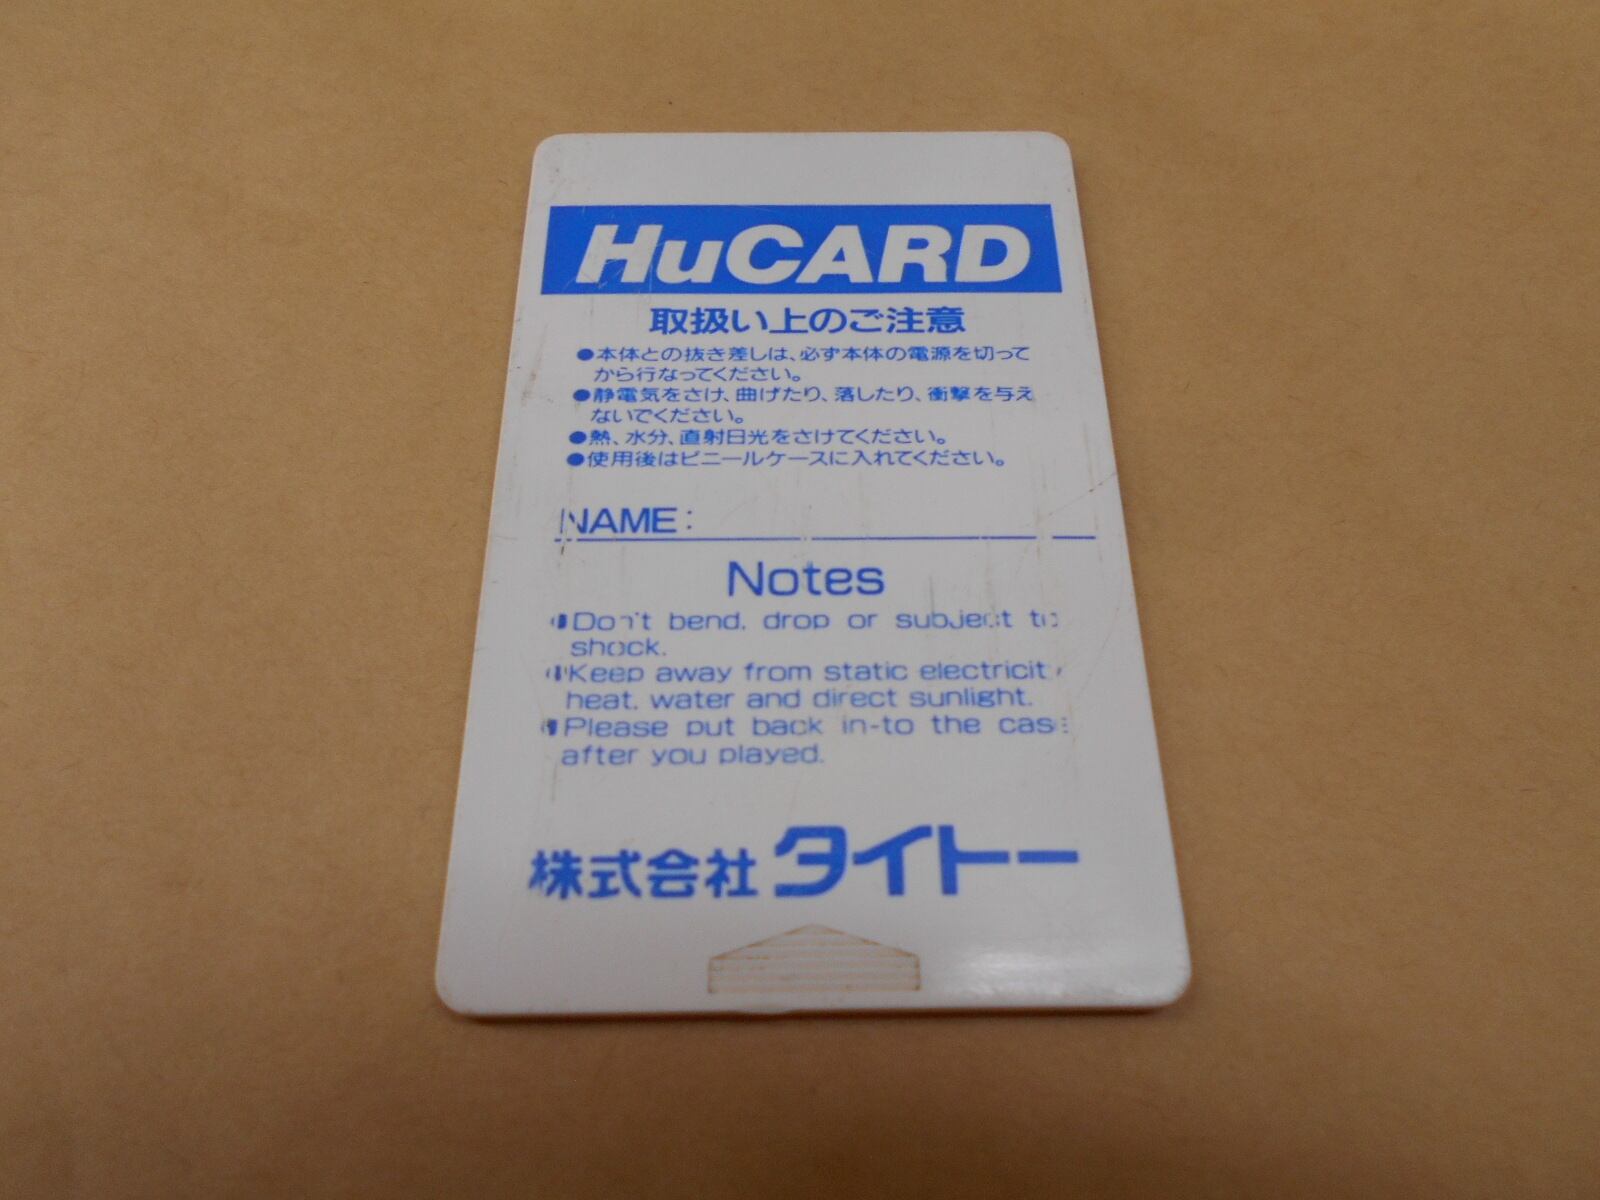 HuCARD
取扱い上のご注意
●本体との抜き差しは、必ず本体の電源を切って
から行なってください。
●静電気をさけ、曲げたり、落したり、衝撃を与え
ないでください。
●熱、水分、直射日光をさけてください。
●使用後はビニールケースに入れてください。
NAME:
Notes
●Don't bend, drop or subject to
shock.
●Keep away from static electricity
heat, water and direct sunlight.
●Please put back in-to the case
after you played.
株式会社タイトー